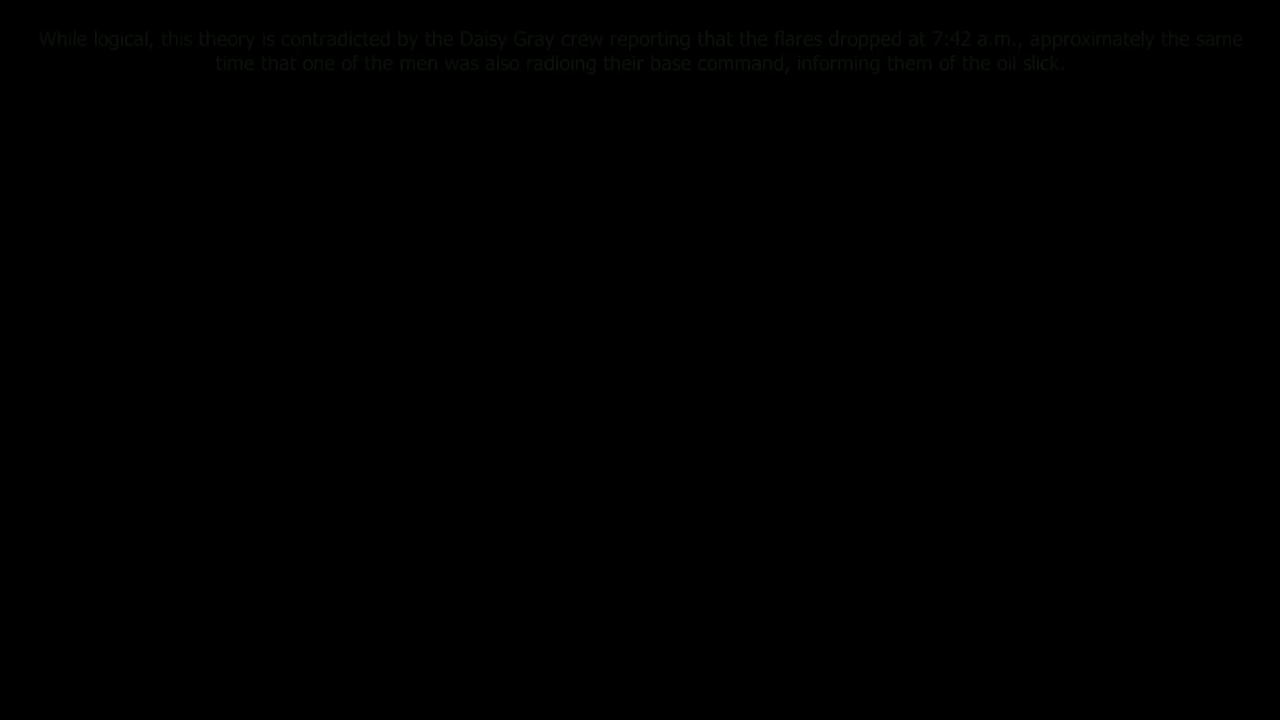 While logical, this theory is contradicted by the Daisy Gray crew reporting that the flares dropped at 7:42 a.m., approximately the same
time that one of the men was also radioing their base command, informing them of the oil slick.